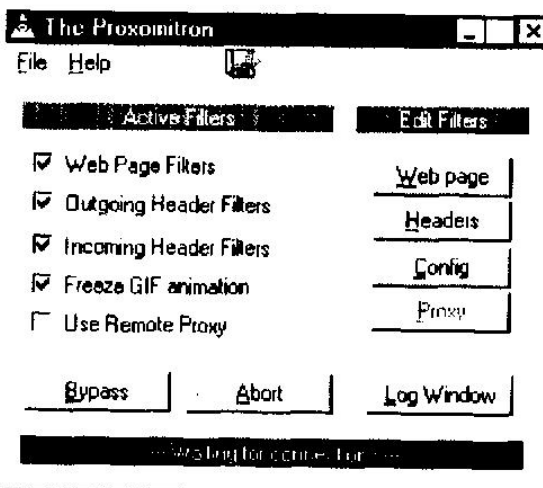 The Proxomitron
File Help
Active Filters
Edit Filters
Web Page Filters
Outgoing Header Filters
Incoming Header Filters
Freeze GIF animation
Use Remote Proxy
Web page
Headers
Config
Proxy
Bypass Abort Log Window
--- Waiting for connection ---